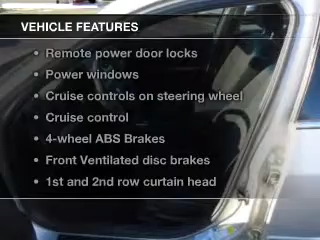 VEHICLE FEATURES
• Remote power door locks
• Power windows
• Cruise controls on steering wheel
• Cruise control
• 4-wheel ABS Brakes
• Front Ventilated disc brakes
• 1st and 2nd row curtain head